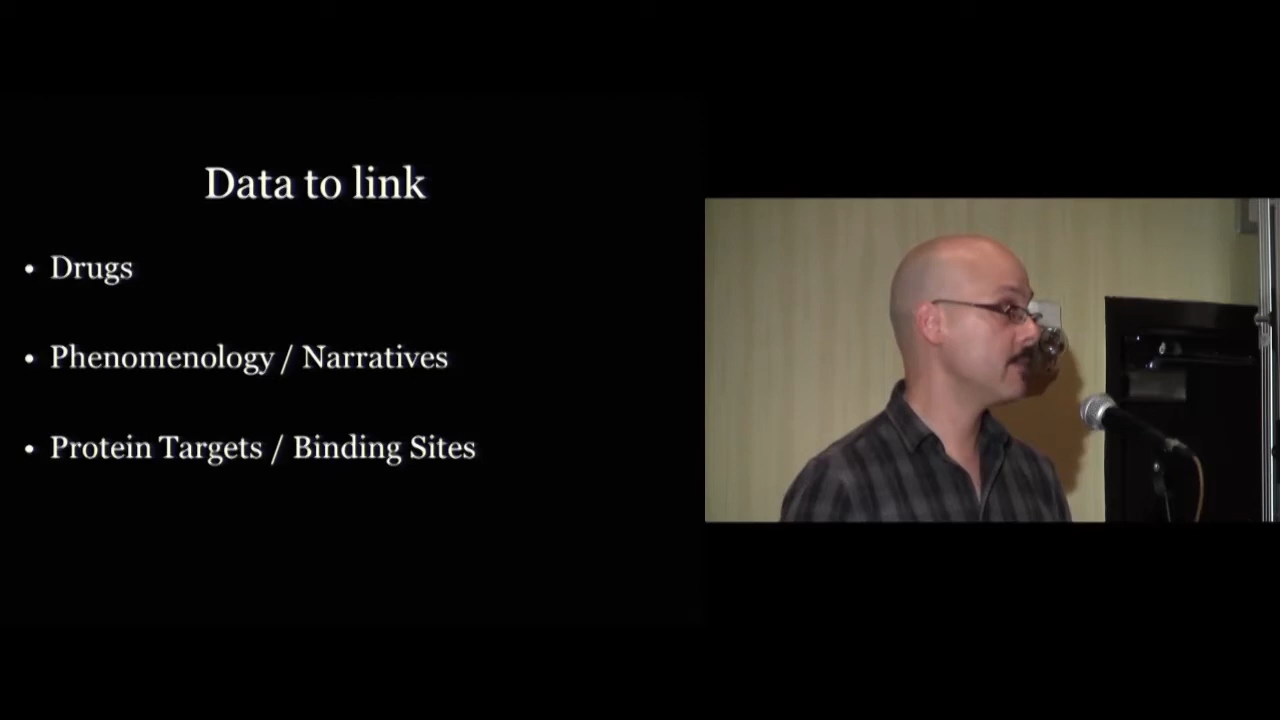 Data to link
• Drugs
• Phenomenology / Narratives
• Protein Targets / Binding Sites